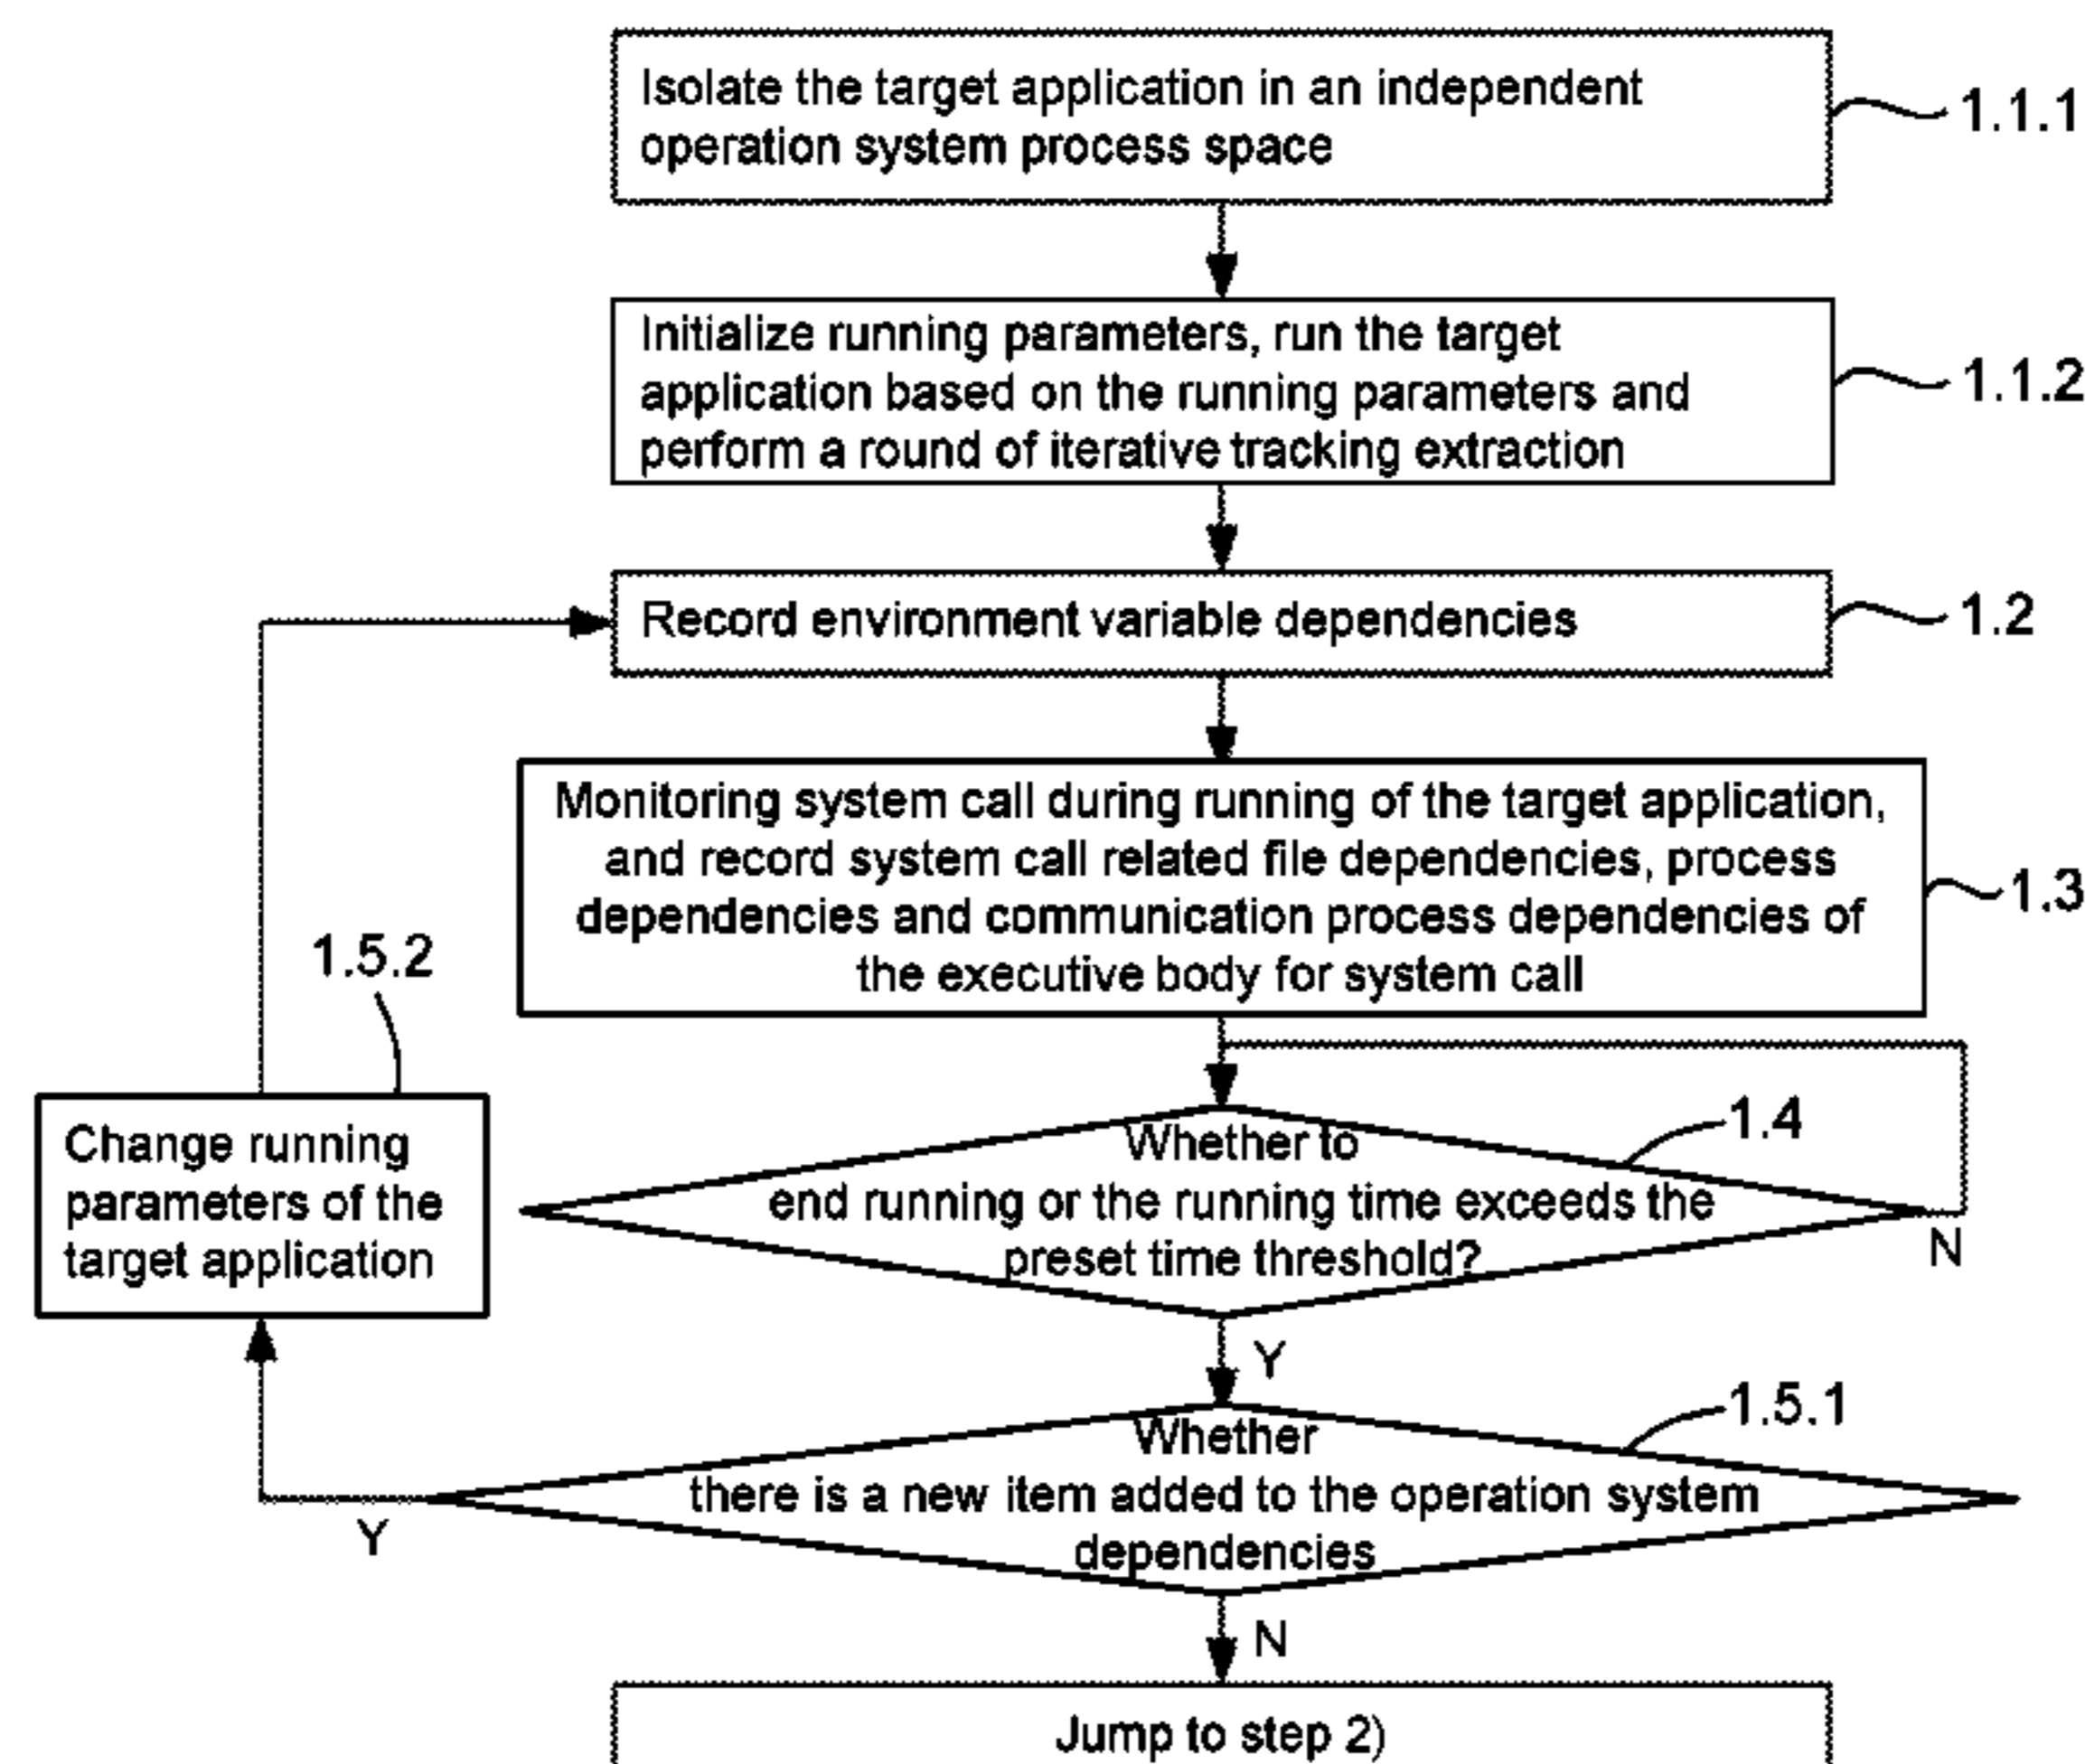 Isolate the target application in an independent
operation system process space
1.1.1
Initialize running parameters, run the target
application based on the running parameters and
perform a round of iterative tracking extraction
1.1.2
Record environment variable dependencies
1.2
Monitoring system call during running of the target application,
and record system call related file dependencies, process
dependencies and communication process dependencies of
the executive body for system call
1.3
1.5.2
Change running
parameters of the
target application
Whether to
end running or the running time exceeds the
preset time threshold?
1.4
N
Y
Whether
there is a new item added to the operation system
dependencies
1.5.1
Y
N
Jump to step 2)